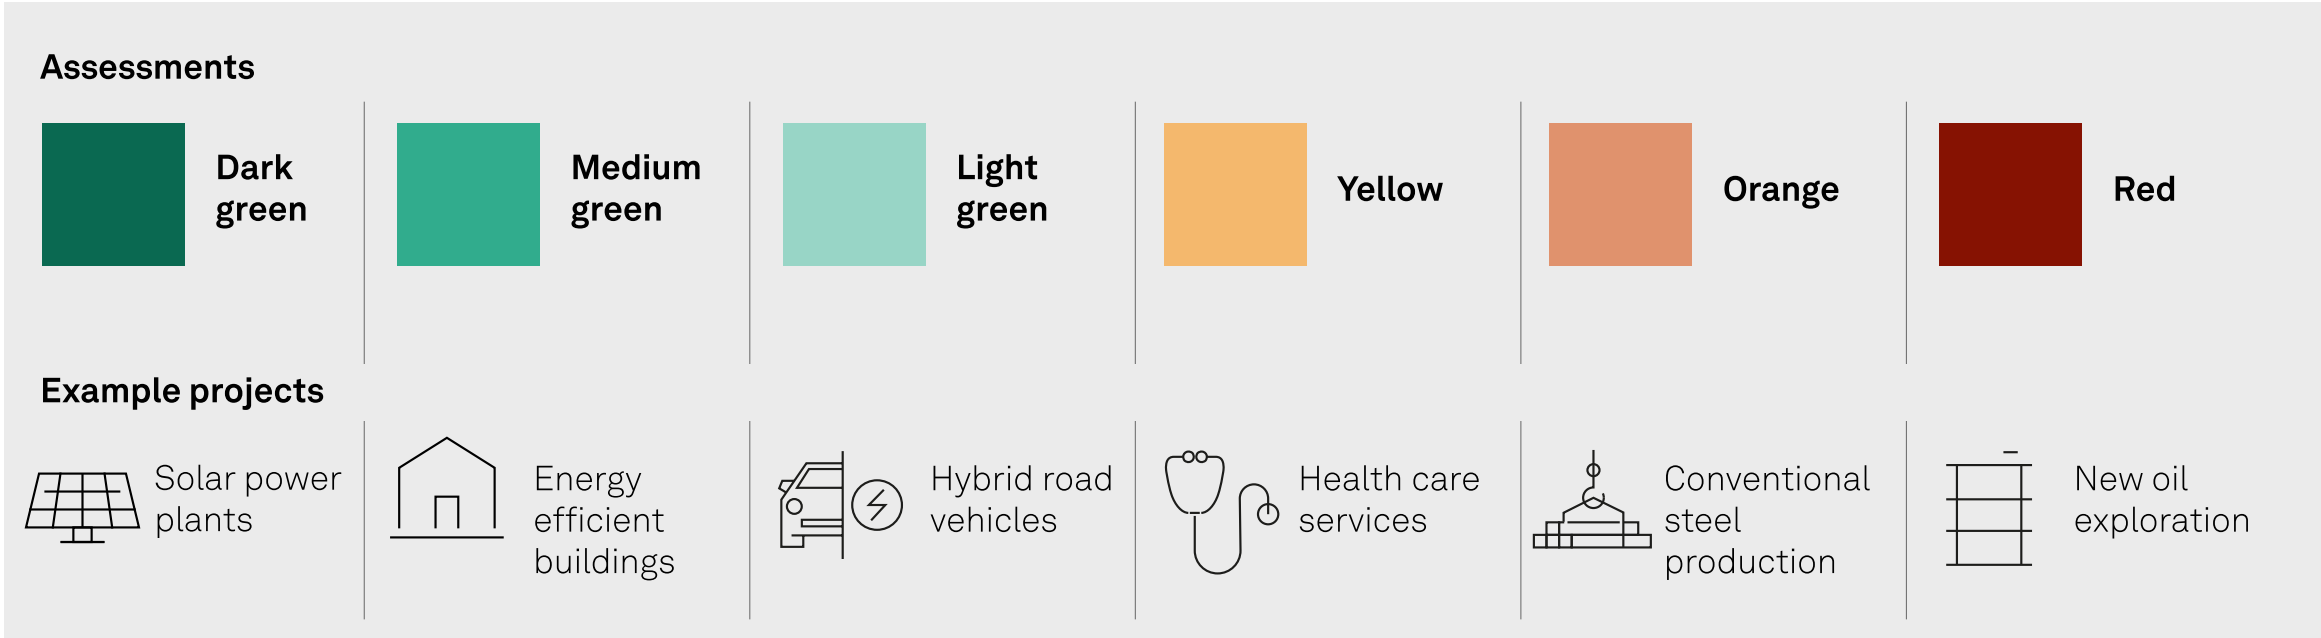 Assessments
Dark
green
Medium
green
Light
green
Yellow
Orange
Red
Example projects
Solar power
plants
Energy
efficient
buildings
Hybrid road
vehicles
Health care
services
Conventional
steel
production
New oil
exploration